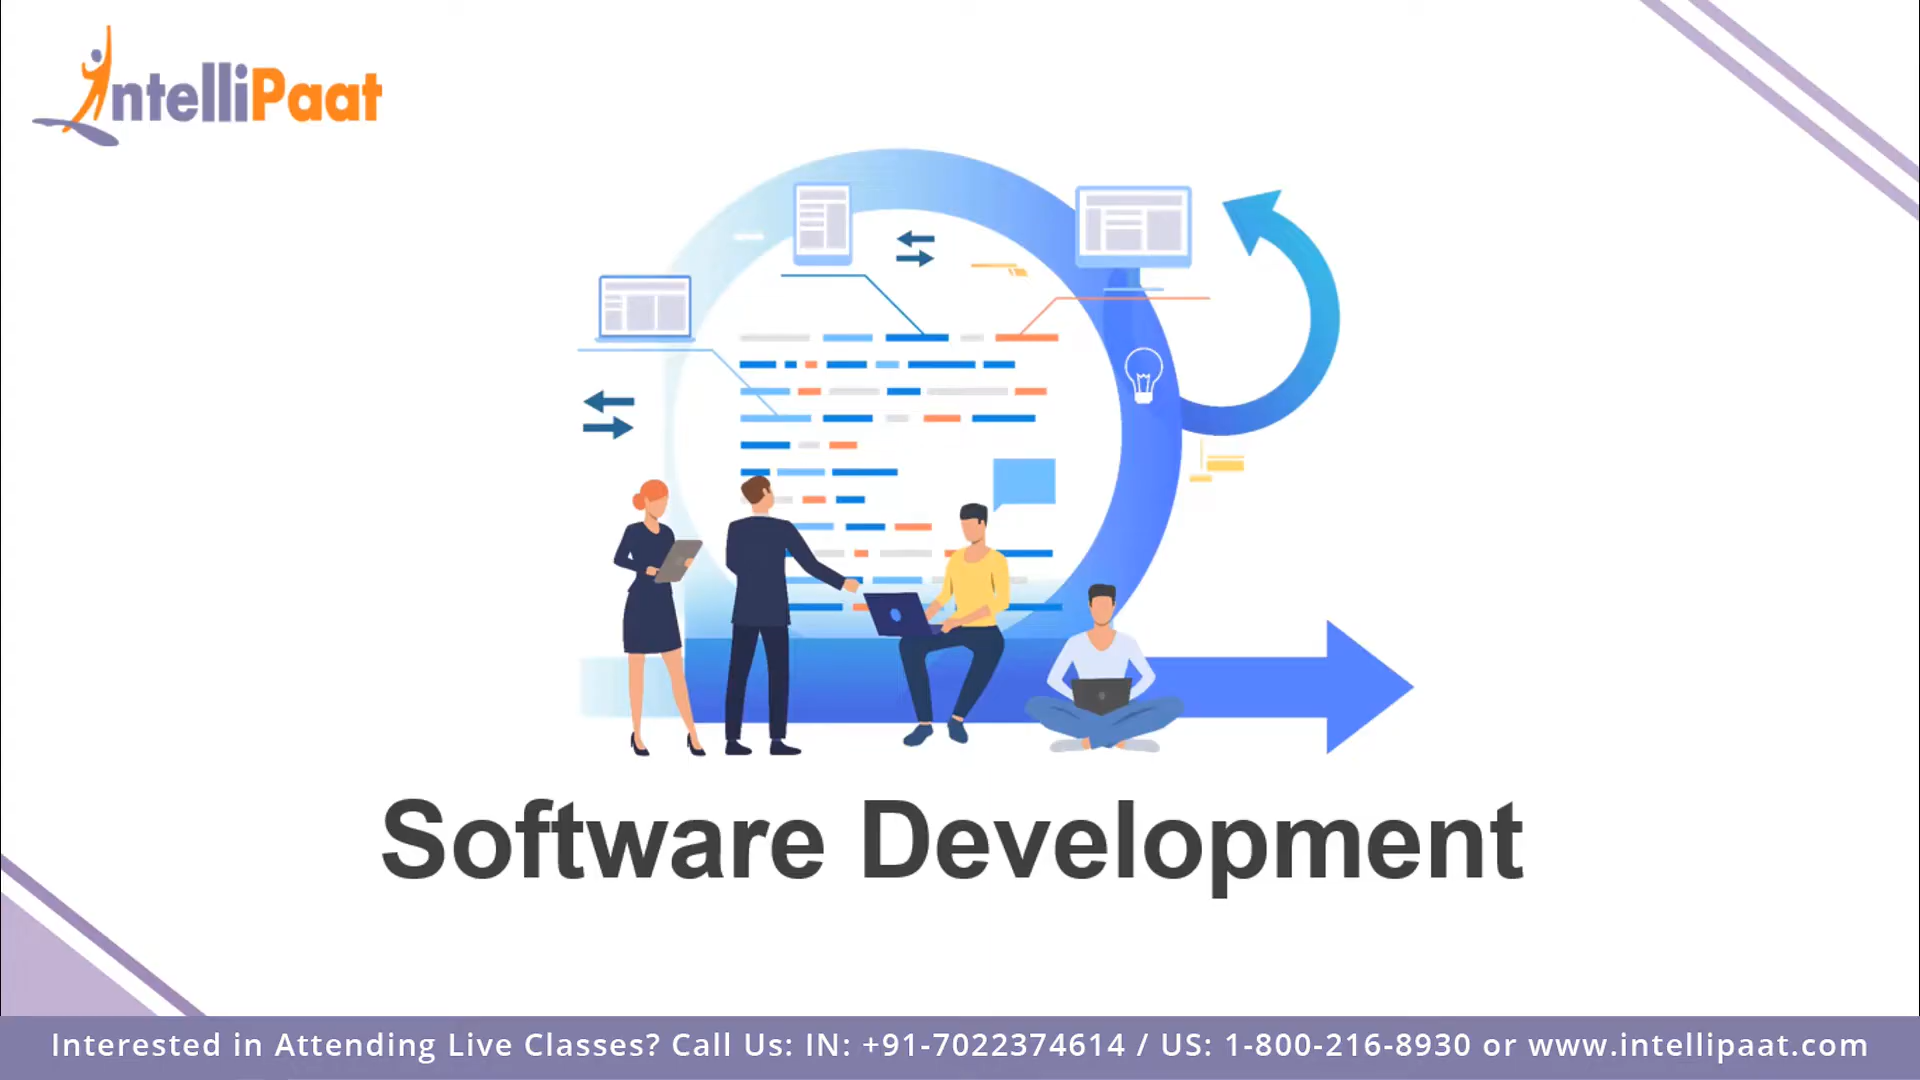 IntelliPaat
Software Development
Interested in Attending Live Classes? Call Us: IN: +91-7022374614 / US: 1-800-216-8930 or www.intellipaat.com